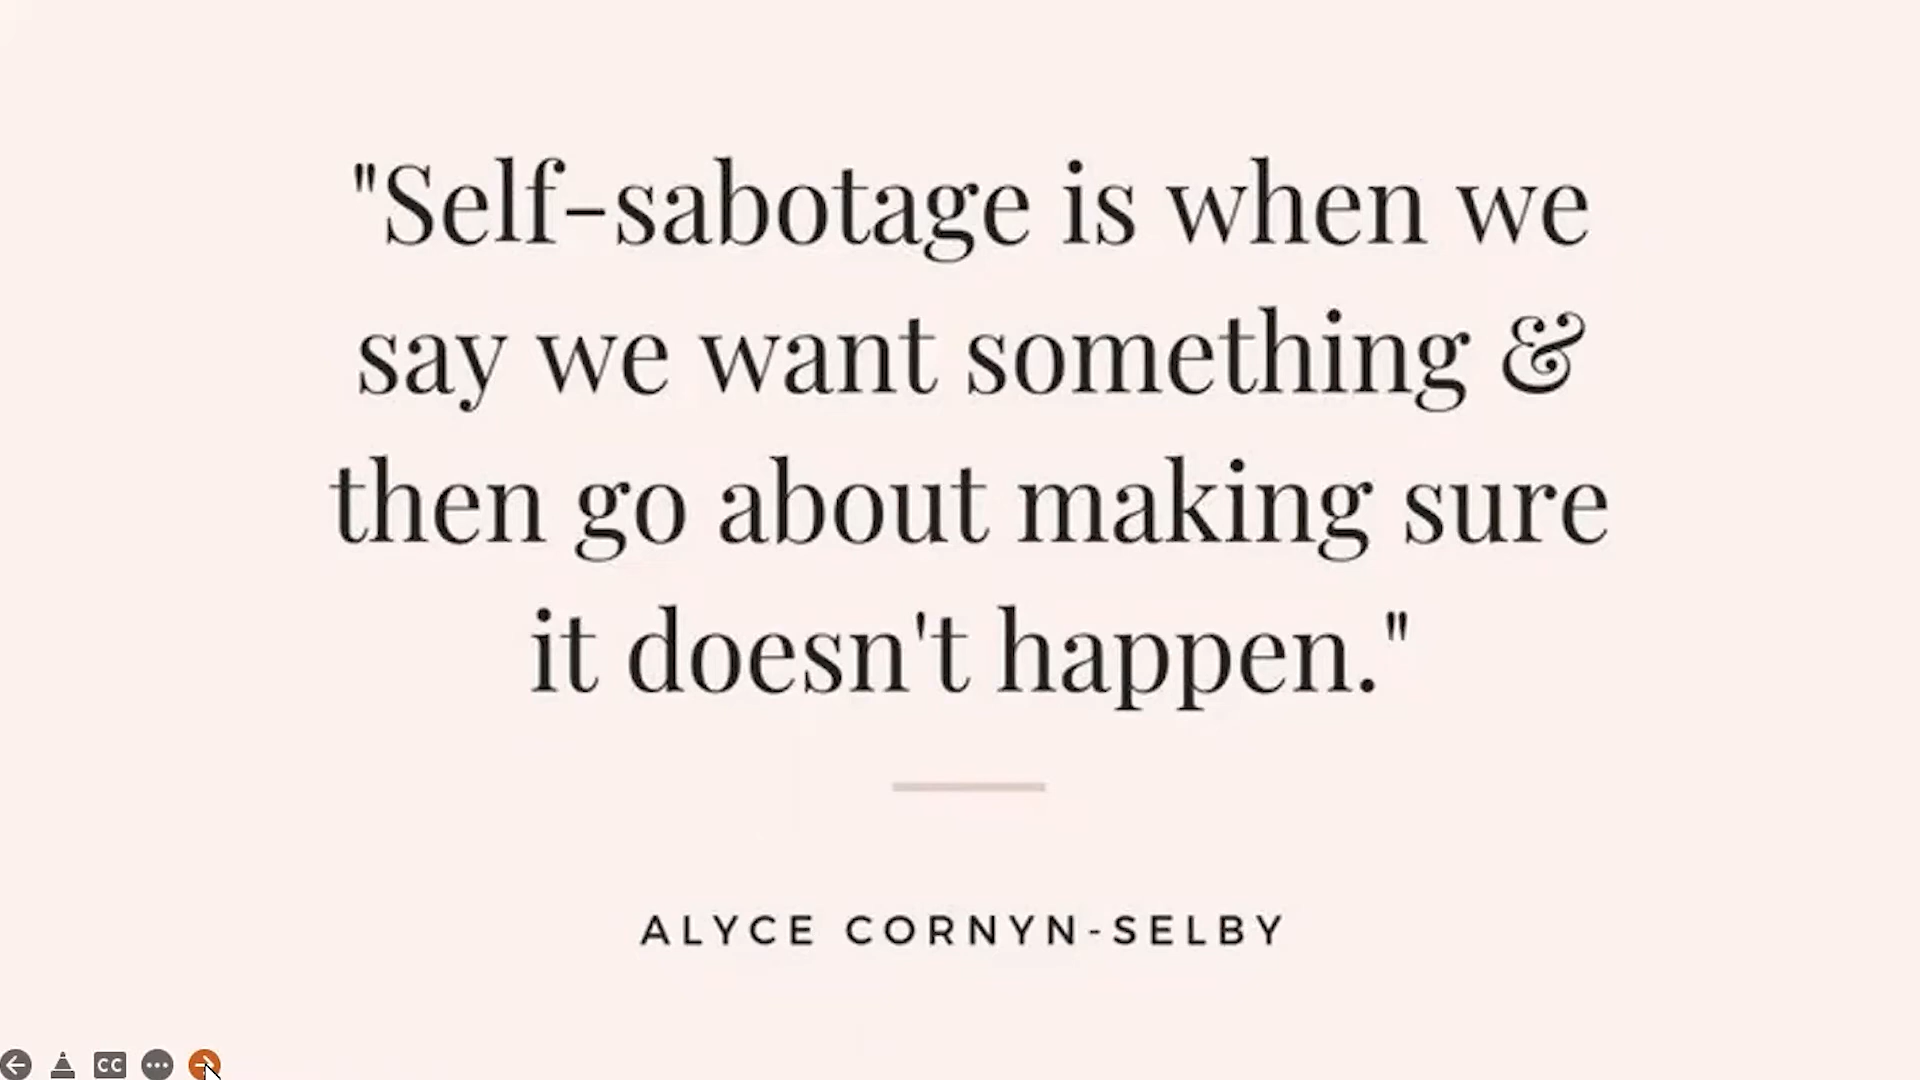 "Self-sabotage is when we
say we want something &
then go about making sure
it doesn't happen."
ALYCE CORNYN-SELBY
CC